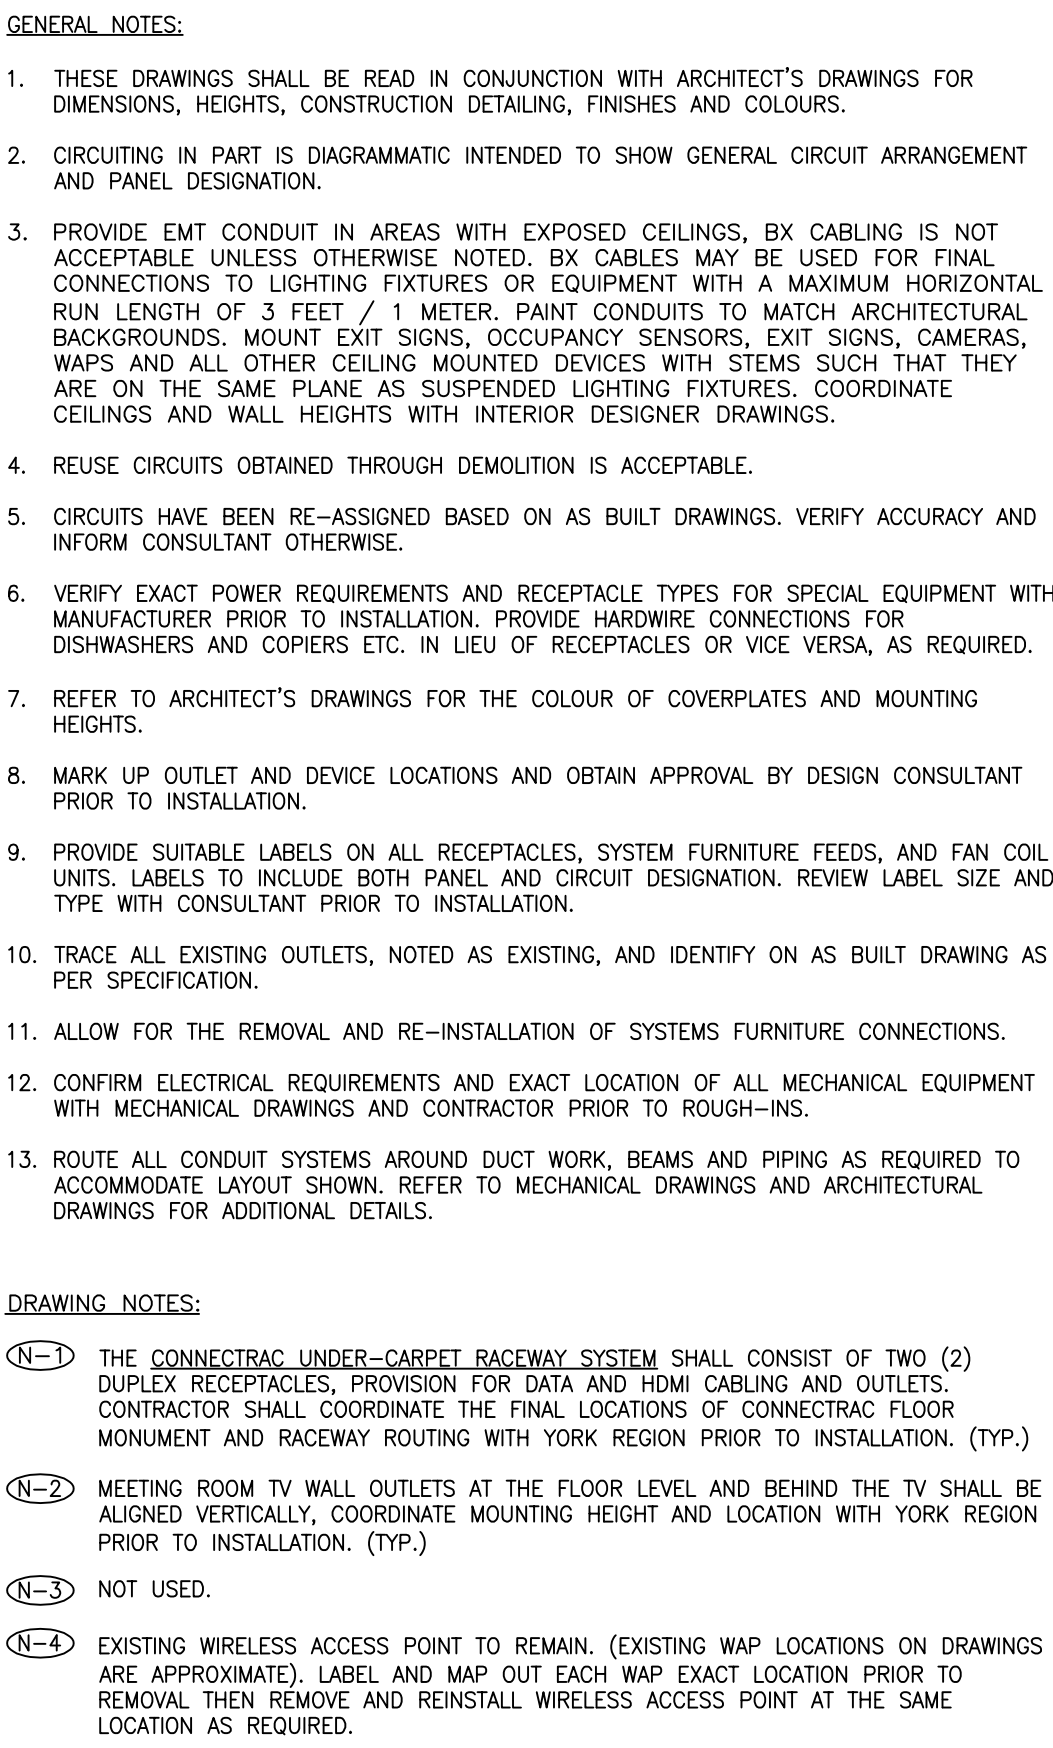 GENERAL NOTES:
1. THESE DRAWINGS SHALL BE READ IN CONJUNCTION WITH ARCHITECT'S DRAWINGS FOR
DIMENSIONS, HEIGHTS, CONSTRUCTION DETAILING, FINISHES AND COLOURS.
2. CIRCUITING IN PART IS DIAGRAMMATIC INTENDED TO SHOW GENERAL CIRCUIT ARRANGEMENT
AND PANEL DESIGNATION.
3. PROVIDE EMT CONDUIT IN AREAS WITH EXPOSED CEILINGS, BX CABLING IS NOT
ACCEPTABLE UNLESS OTHERWISE NOTED. BX CABLES MAY BE USED FOR FINAL
CONNECTIONS TO LIGHTING FIXTURES OR EQUIPMENT WITH A MAXIMUM HORIZONTAL
RUN LENGTH OF 3 FEET / 1 METER. PAINT CONDUITS TO MATCH ARCHITECTURAL
BACKGROUNDS. MOUNT EXIT SIGNS, OCCUPANCY SENSORS, EXIT SIGNS, CAMERAS,
WAPS AND ALL OTHER CEILING MOUNTED DEVICES WITH STEMS SUCH THAT THEY
ARE ON THE SAME PLANE AS SUSPENDED LIGHTING FIXTURES. COORDINATE
CEILINGS AND WALL HEIGHTS WITH INTERIOR DESIGNER DRAWINGS.
4. REUSE CIRCUITS OBTAINED THROUGH DEMOLITION IS ACCEPTABLE.
5. CIRCUITS HAVE BEEN RE-ASSIGNED BASED ON AS BUILT DRAWINGS. VERIFY ACCURACY AND
INFORM CONSULTANT OTHERWISE.
6. VERIFY EXACT POWER REQUIREMENTS AND RECEPTACLE TYPES FOR SPECIAL EQUIPMENT WITH
MANUFACTURER PRIOR TO INSTALLATION. PROVIDE HARDWIRE CONNECTIONS FOR
DISHWASHERS AND COPIERS ETC. IN LIEU OF RECEPTACLES OR VICE VERSA, AS REQUIRED.
7. REFER TO ARCHITECT'S DRAWINGS FOR THE COLOUR OF COVERPLATES AND MOUNTING
HEIGHTS.
8. MARK UP OUTLET AND DEVICE LOCATIONS AND OBTAIN APPROVAL BY DESIGN CONSULTANT
PRIOR TO INSTALLATION.
9. PROVIDE SUITABLE LABELS ON ALL RECEPTACLES, SYSTEM FURNITURE FEEDS, AND FAN COIL
UNITS. LABELS TO INCLUDE BOTH PANEL AND CIRCUIT DESIGNATION. REVIEW LABEL SIZE AND
TYPE WITH CONSULTANT PRIOR TO INSTALLATION.
10. TRACE ALL EXISTING OUTLETS, NOTED AS EXISTING, AND IDENTIFY ON AS BUILT DRAWING AS
PER SPECIFICATION.
11. ALLOW FOR THE REMOVAL AND RE-INSTALLATION OF SYSTEMS FURNITURE CONNECTIONS.
12. CONFIRM ELECTRICAL REQUIREMENTS AND EXACT LOCATION OF ALL MECHANICAL EQUIPMENT
WITH MECHANICAL DRAWINGS AND CONTRACTOR PRIOR TO ROUGH-INS.
13. ROUTE ALL CONDUIT SYSTEMS AROUND DUCT WORK, BEAMS AND PIPING AS REQUIRED TO
ACCOMMODATE LAYOUT SHOWN. REFER TO MECHANICAL DRAWINGS AND ARCHITECTURAL
DRAWINGS FOR ADDITIONAL DETAILS.
DRAWING NOTES:
N-1 THE CONNECTRAC UNDER-CARPET RACEWAY SYSTEM SHALL CONSIST OF TWO (2)
DUPLEX RECEPTACLES, PROVISION FOR DATA AND HDMI CABLING AND OUTLETS.
CONTRACTOR SHALL COORDINATE THE FINAL LOCATIONS OF CONNECTRAC FLOOR
MONUMENT AND RACEWAY ROUTING WITH YORK REGION PRIOR TO INSTALLATION. (TYP.)
N-2 MEETING ROOM TV WALL OUTLETS AT THE FLOOR LEVEL AND BEHIND THE TV SHALL BE
ALIGNED VERTICALLY, COORDINATE MOUNTING HEIGHT AND LOCATION WITH YORK REGION
PRIOR TO INSTALLATION. (TYP.)
N-3 NOT USED.
N-4 EXISTING WIRELESS ACCESS POINT TO REMAIN. (EXISTING WAP LOCATIONS ON DRAWINGS
ARE APPROXIMATE). LABEL AND MAP OUT EACH WAP EXACT LOCATION PRIOR TO
REMOVAL THEN REMOVE AND REINSTALL WIRELESS ACCESS POINT AT THE SAME
LOCATION AS REQUIRED.